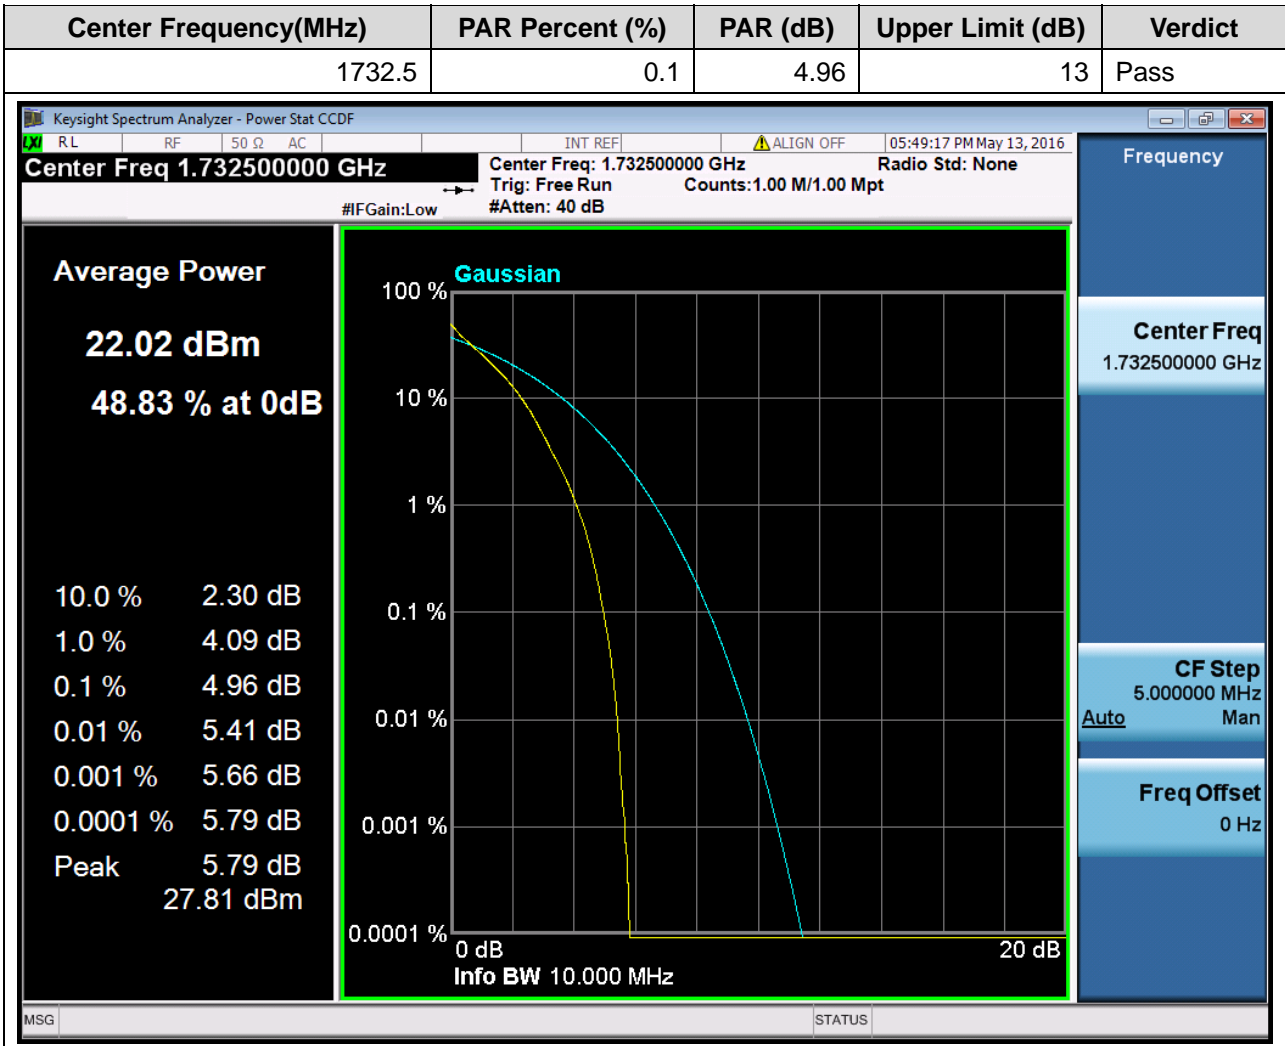 Center Frequency(MHz) PAR Percent (%) PAR (dB) Upper Limit (dB) Verdict
1732.5 0.1 4.96 13 Pass
Keysight Spectrum Analyzer - Power Stat CCDF
LXI RL RF 50 Ω AC INT REF ALIGN OFF 05:49:17 PM May 13, 2016
Center Freq 1.732500000 GHz
Center Freq: 1.732500000 GHz Radio Std: None
Trig: Free Run Counts:1.00 M/1.00 Mpt
#IFGain:Low #Atten: 40 dB
Average Power
22.02 dBm
48.83 % at 0dB
10.0 % 2.30 dB
1.0 % 4.09 dB
0.1 % 4.96 dB
0.01 % 5.41 dB
0.001 % 5.66 dB
0.0001 % 5.79 dB
Peak 5.79 dB
27.81 dBm
Gaussian
100 %
10 %
1 %
0.1 %
0.01 %
0.001 %
0.0001 %
0 dB 20 dB
Info BW 10.000 MHz
Frequency
Center Freq
1.732500000 GHz
CF Step
5.000000 MHz
Auto Man
Freq Offset
0 Hz
MSG STATUS